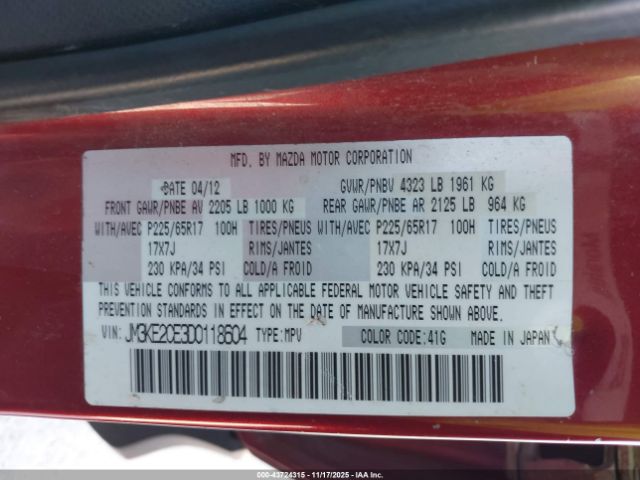 MFD. BY MAZDA MOTOR CORPORATION
DATE 04/12 GVWR/PNBV 4323 LB 1961 KG
FRONT GAWR/PNBE AV 2205 LB 1000 KG REAR GAWR/PNBE AR 2125 LB 964 KG
WITH/AVEC P225/65R17 100H TIRES/PNEUS WITH/AVEC P225/65R17 100H TIRES/PNEUS
17X7J RIMS/JANTES 17X7J RIMS/JANTES
230 KPA/34 PSI COLD/A FROID 230 KPA/34 PSI COLD/A FROID
THIS VEHICLE CONFORMS TO ALL APPLICABLE FEDERAL MOTOR VEHICLE SAFETY AND THEFT
PREVENTION STANDARDS IN EFFECT ON THE DATE OF MANUFACTURE SHOWN ABOVE.
VIN: JM3KE2CE3D0118604 TYPE: MPV COLOR CODE: 41G MADE IN JAPAN
000-43724315 - 11/17/2025 - IAAI.COM